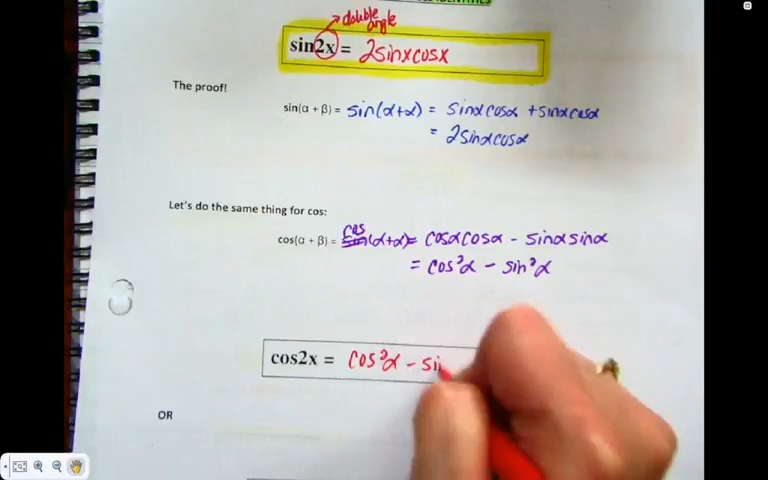 double
angle
sin2x = 2sinxcosx
The proof!
sin(α + β) = sin(α+α) = sinαcosα + sinαcosα
= 2sinαcosα
Let's do the same thing for cos:
cos
cos(α + β) = sin(α+α)= cosαcosα - sinαsinα
= cos²α - sin²α
cos2x = cos²α - si
OR